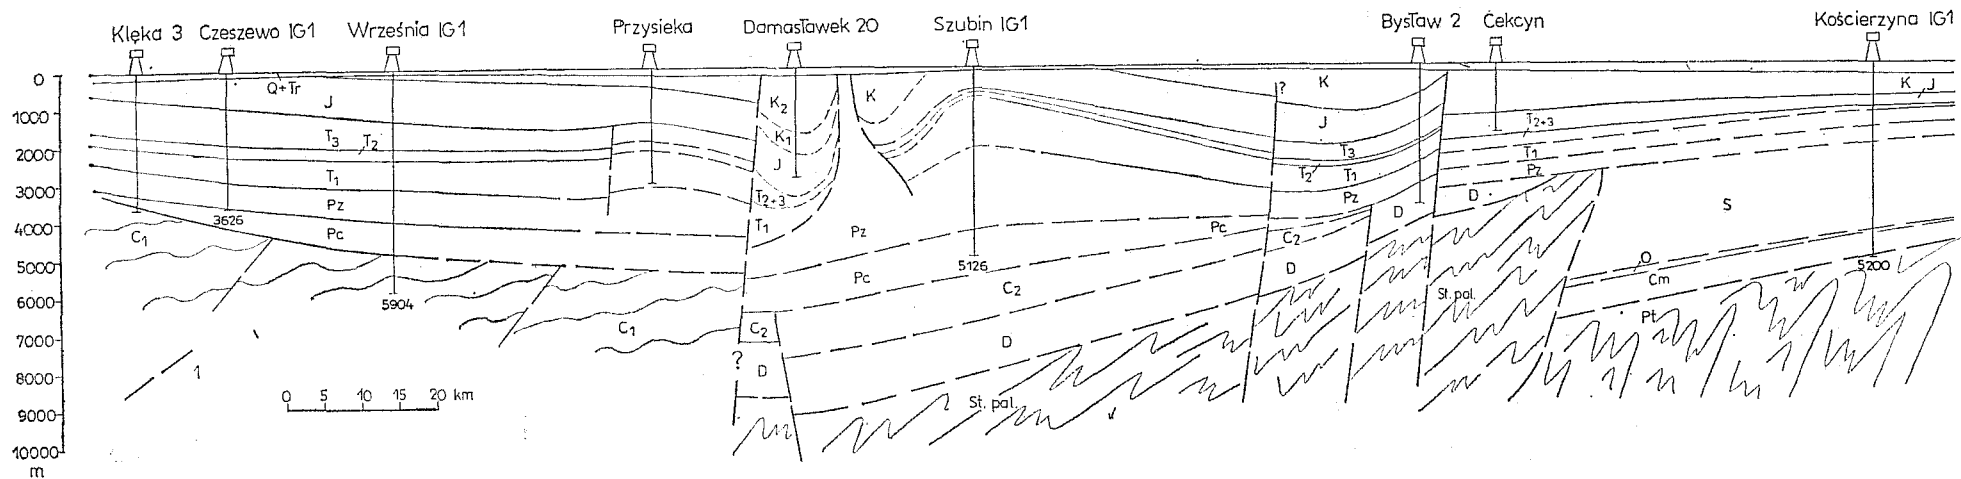 Klęka 3 Czeszewo IG1 Września IG1 Przysieka Damasławek 20 Szubin IG1 Bysław 2 Cekcyn Kościerzyna IG1
0
1000
2000
3000
4000
5000
6000
7000
8000
9000
10000
m
Q+Tr
J
T3 T2
T1
Pz
Pc
3626
C1
5904
C1
1
0 5 10 15 20 km
K2
K1
J
T2+3
T1
C2
? D
K
Pz
Pc
5126
C2
D
St. pal.
? K
J
T3
T2 T1
Pz
Pc
C2
D
D
St. pal.
K J
T2+3
T1
Pz
D
S
O
Cm
Pt
5200